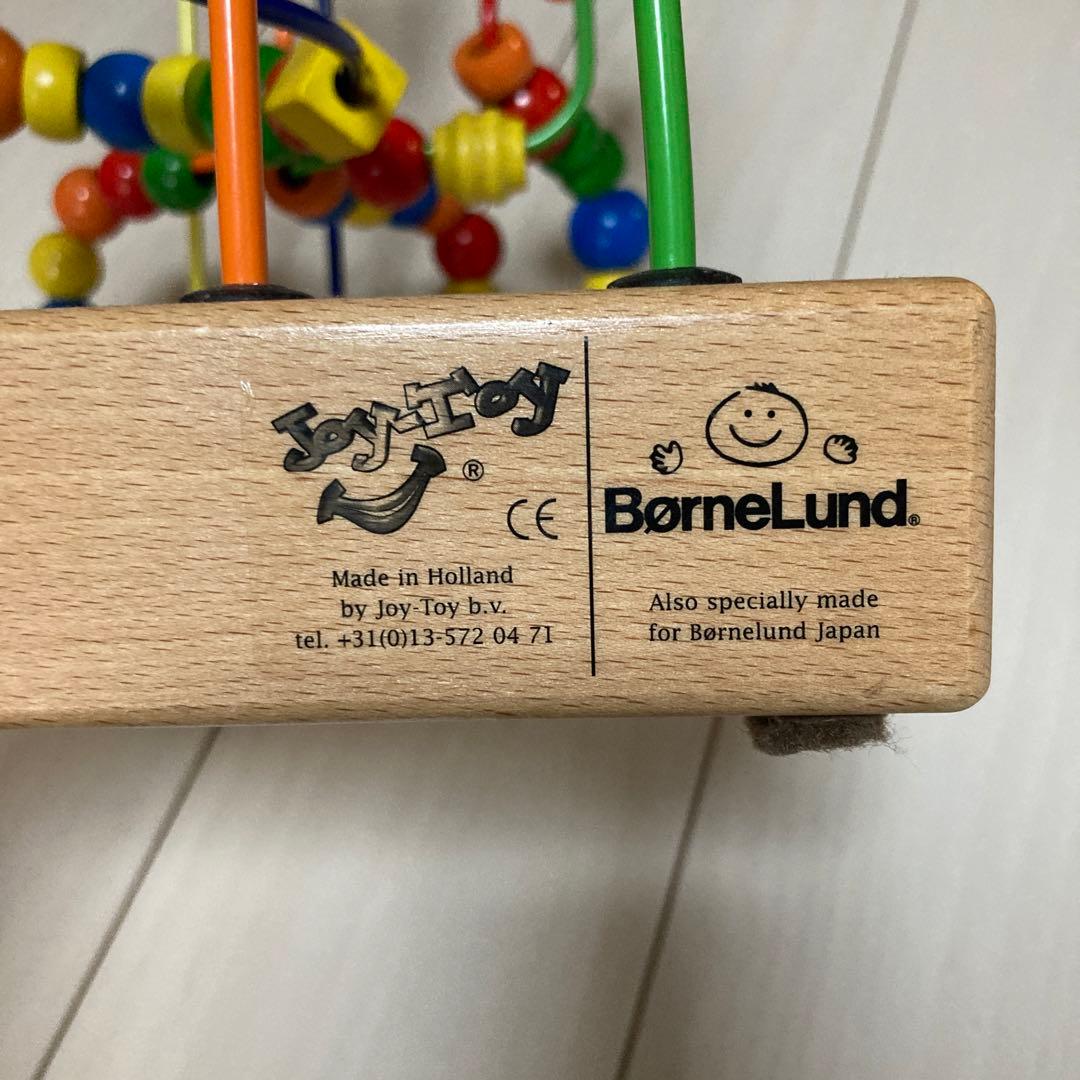 Joy-Toy
®
CE
Made in Holland
by Joy-Toy b.v.
tel. +31(0)13-572 04 71
BørneLund®
Also specially made
for Børnelund Japan